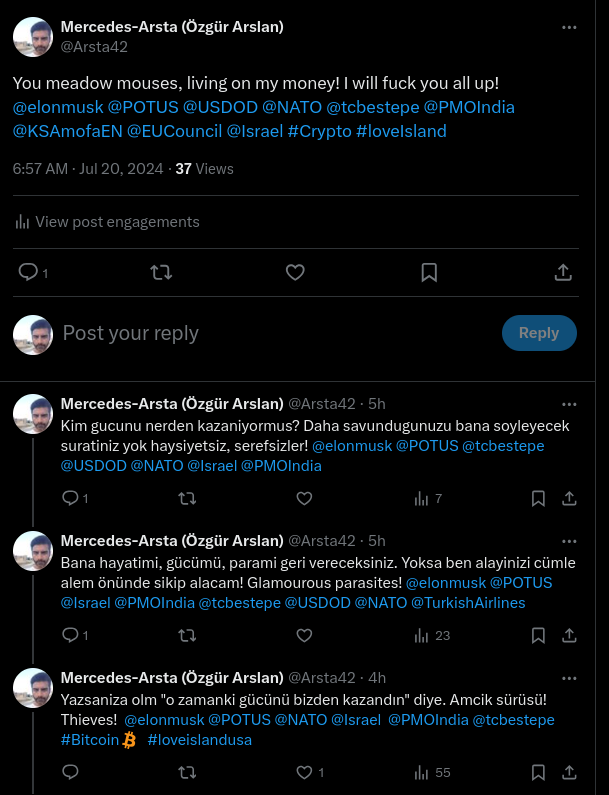 Mercedes-Arsta (Özgür Arslan)
@Arsta42
You meadow mouses, living on my money! I will fuck you all up!
@elonmusk @POTUS @USDOD @NATO @tcbestepe @PMOIndia
@KSAmofaEN @EUCouncil @Israel #Crypto #loveIsland
6:57 AM · Jul 20, 2024 · 37 Views
View post engagements
1
Post your reply
Reply
Mercedes-Arsta (Özgür Arslan) @Arsta42 · 5h
Kim gucunu nerden kazaniyormus? Daha savundugunuzu bana soyleyecek
suratiniz yok haysiyetsiz, serefsizler! @elonmusk @POTUS @tcbestepe
@USDOD @NATO @Israel @PMOIndia
1 7
Mercedes-Arsta (Özgür Arslan) @Arsta42 · 5h
Bana hayatimi, gücümü, parami geri vereceksiniz. Yoksa ben alayinizi cümle
alem önünde sikip alacam! Glamourous parasites! @elonmusk @POTUS
@Israel @PMOIndia @tcbestepe @USDOD @NATO @TurkishAirlines
1 23
Mercedes-Arsta (Özgür Arslan) @Arsta42 · 4h
Yazsaniza olm "o zamanki gücünü bizden kazandın" diye. Amcik sürüsü!
Thieves! @elonmusk @POTUS @NATO @Israel @PMOIndia @tcbestepe
#Bitcoin #loveislandusa
1 55